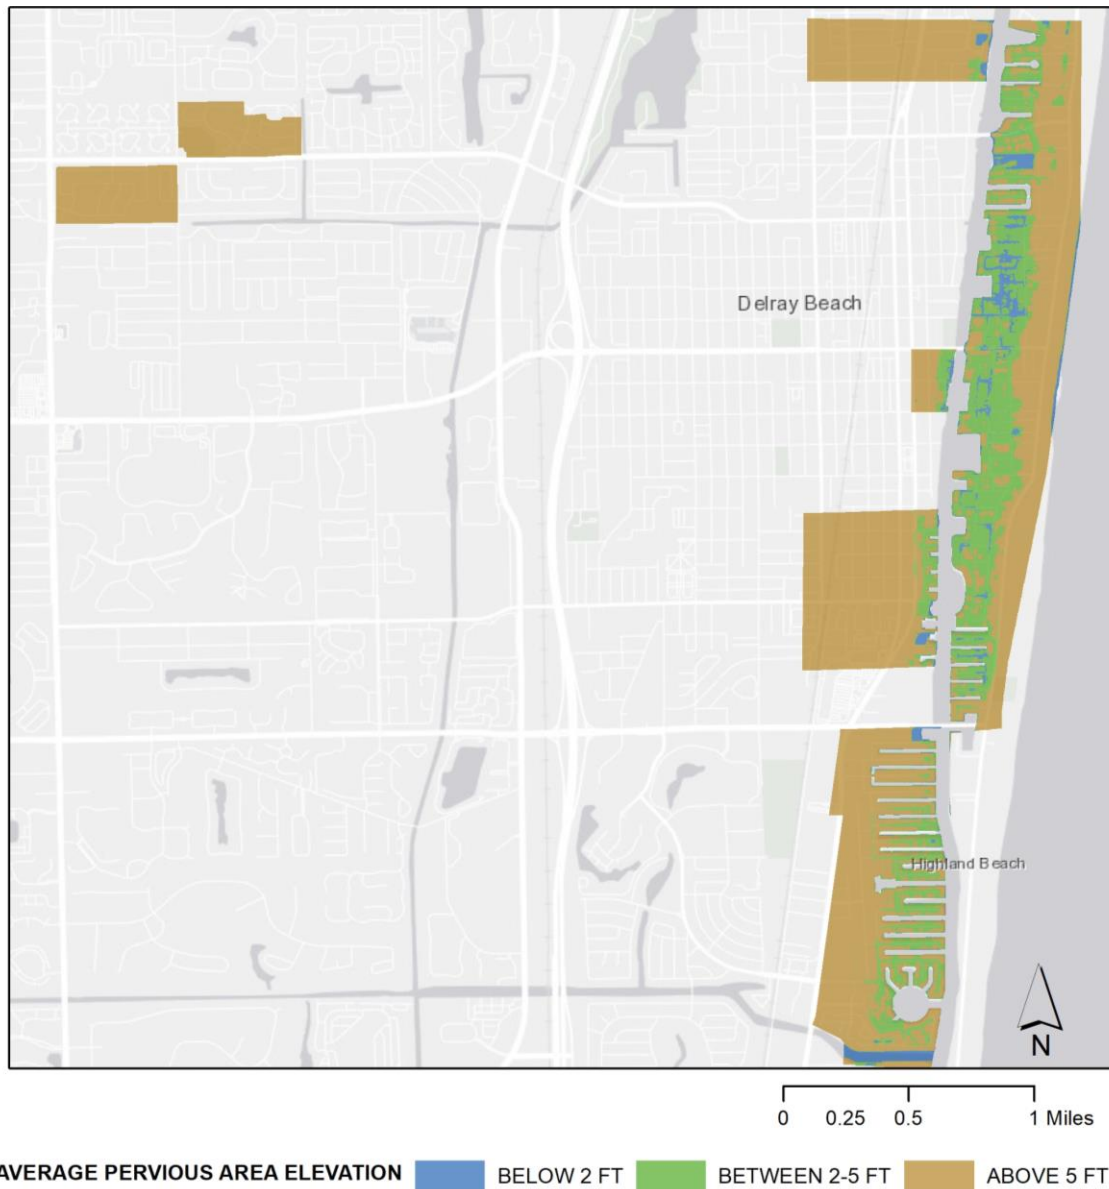 Delray Beach
Highland Beach
N
0 0.25 0.5 1 Miles
AVERAGE PERVIOUS AREA ELEVATION BELOW 2 FT BETWEEN 2-5 FT ABOVE 5 FT